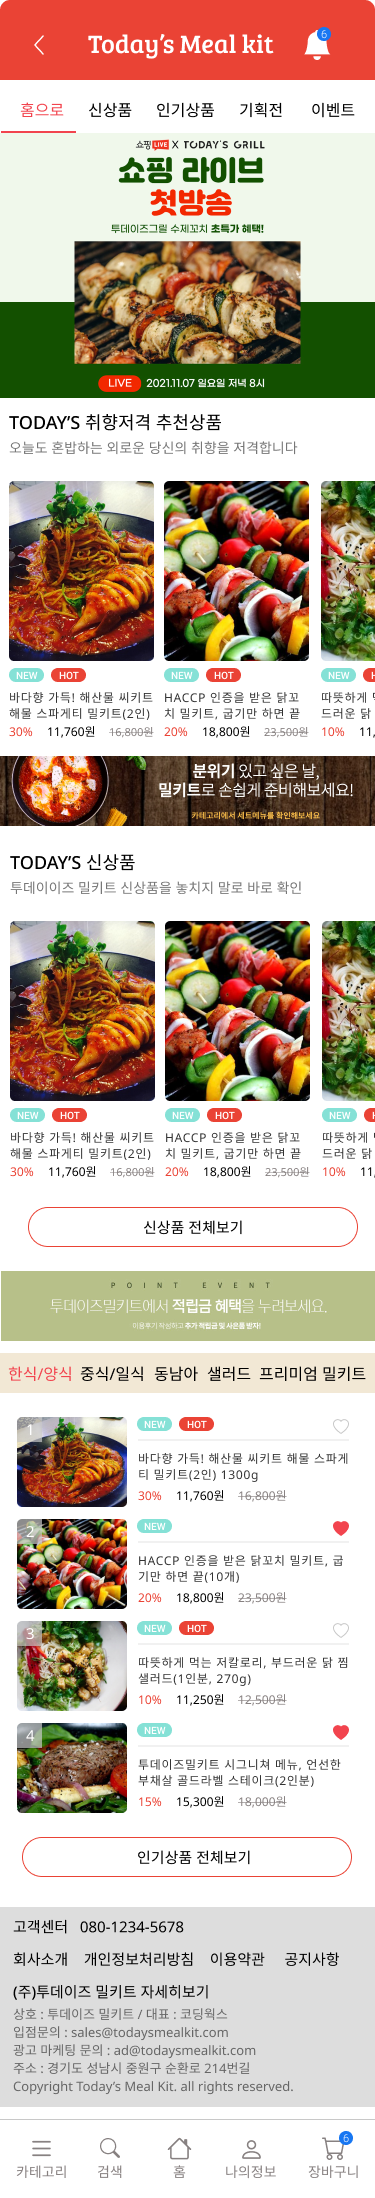 Today's Meal kit
6
홈으로 신상품 인기상품 기획전 이벤트
쇼핑 LIVE X TODAY'S GRILL
쇼핑 라이브
첫방송
투데이즈그릴 수제꼬치 초특가 혜택!
LIVE 2021.11.07 일요일 저녁 8시
TODAY'S 취향저격 추천상품
오늘도 혼밥하는 외로운 당신의 취향을 저격합니다
NEW HOT
바다향 가득! 해산물 씨키트
해물 스파게티 밀키트(2인)
30% 11,760원 16,800원
NEW HOT
HACCP 인증을 받은 닭꼬
치 밀키트, 굽기만 하면 끝
20% 18,800원 23,500원
NEW
따뜻하게
드러운 닭
10% 11,
분위기 있고 싶은 날,
밀키트로 손쉽게 준비해보세요!
카테고리에서 세트메뉴를 확인해보세요
TODAY'S 신상품
투데이이즈 밀키트 신상품을 놓치지 말로 바로 확인
NEW HOT
바다향 가득! 해산물 씨키트
해물 스파게티 밀키트(2인)
30% 11,760원 16,800원
NEW HOT
HACCP 인증을 받은 닭꼬
치 밀키트, 굽기만 하면 끝
20% 18,800원 23,500원
NEW
따뜻하게
드러운 닭
10% 11,
신상품 전체보기
POINT EVENT
투데이즈밀키트에서 적립금 혜택을 누려보세요.
이용후기 작성하고 추가 적립금 및 사은품 받자!
한식/양식 중식/일식 동남아 샐러드 프리미엄 밀키트
1
NEW HOT
바다향 가득! 해산물 씨키트 해물 스파게
티 밀키트(2인) 1300g
30% 11,760원 16,800원
2
NEW
HACCP 인증을 받은 닭꼬치 밀키트, 굽
기만 하면 끝(10개)
20% 18,800원 23,500원
3
NEW HOT
따뜻하게 먹는 저칼로리, 부드러운 닭 찜
샐러드(1인분, 270g)
10% 11,250원 12,500원
4
NEW
투데이즈밀키트 시그니쳐 메뉴, 언선한
부채살 골드라벨 스테이크(2인분)
15% 15,300원 18,000원
인기상품 전체보기
고객센터 080-1234-5678
회사소개 개인정보처리방침 이용약관 공지사항
(주)투데이즈 밀키트 자세히보기
상호 : 투데이즈 밀키트 / 대표 : 코딩웍스
입점문의 : sales@todaysmealkit.com
광고 마케팅 문의 : ad@todaysmealkit.com
주소 : 경기도 성남시 중원구 순환로 214번길
Copyright Today's Meal Kit. all rights reserved.
6
카테고리 검색 홈 나의정보 장바구니